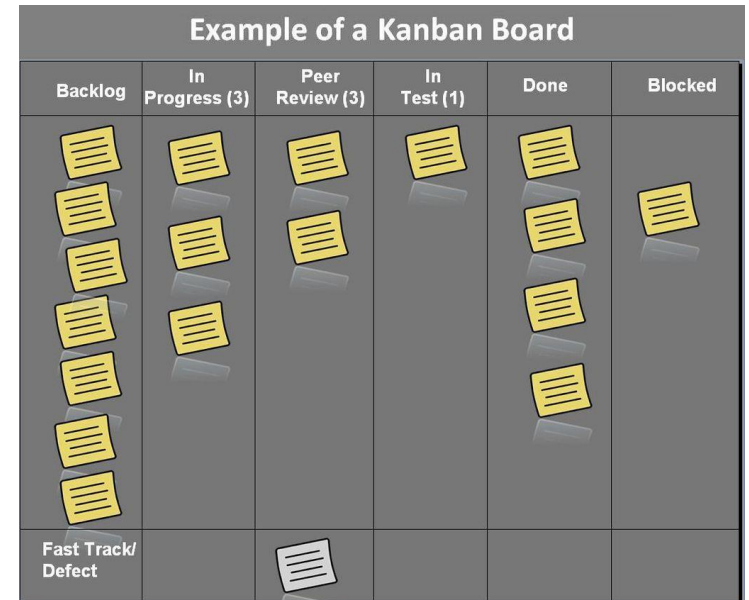 Example of a Kanban Board
Backlog
In
Progress (3)
Peer
Review (3)
In
Test (1)
Done
Blocked
Fast Track/
Defect